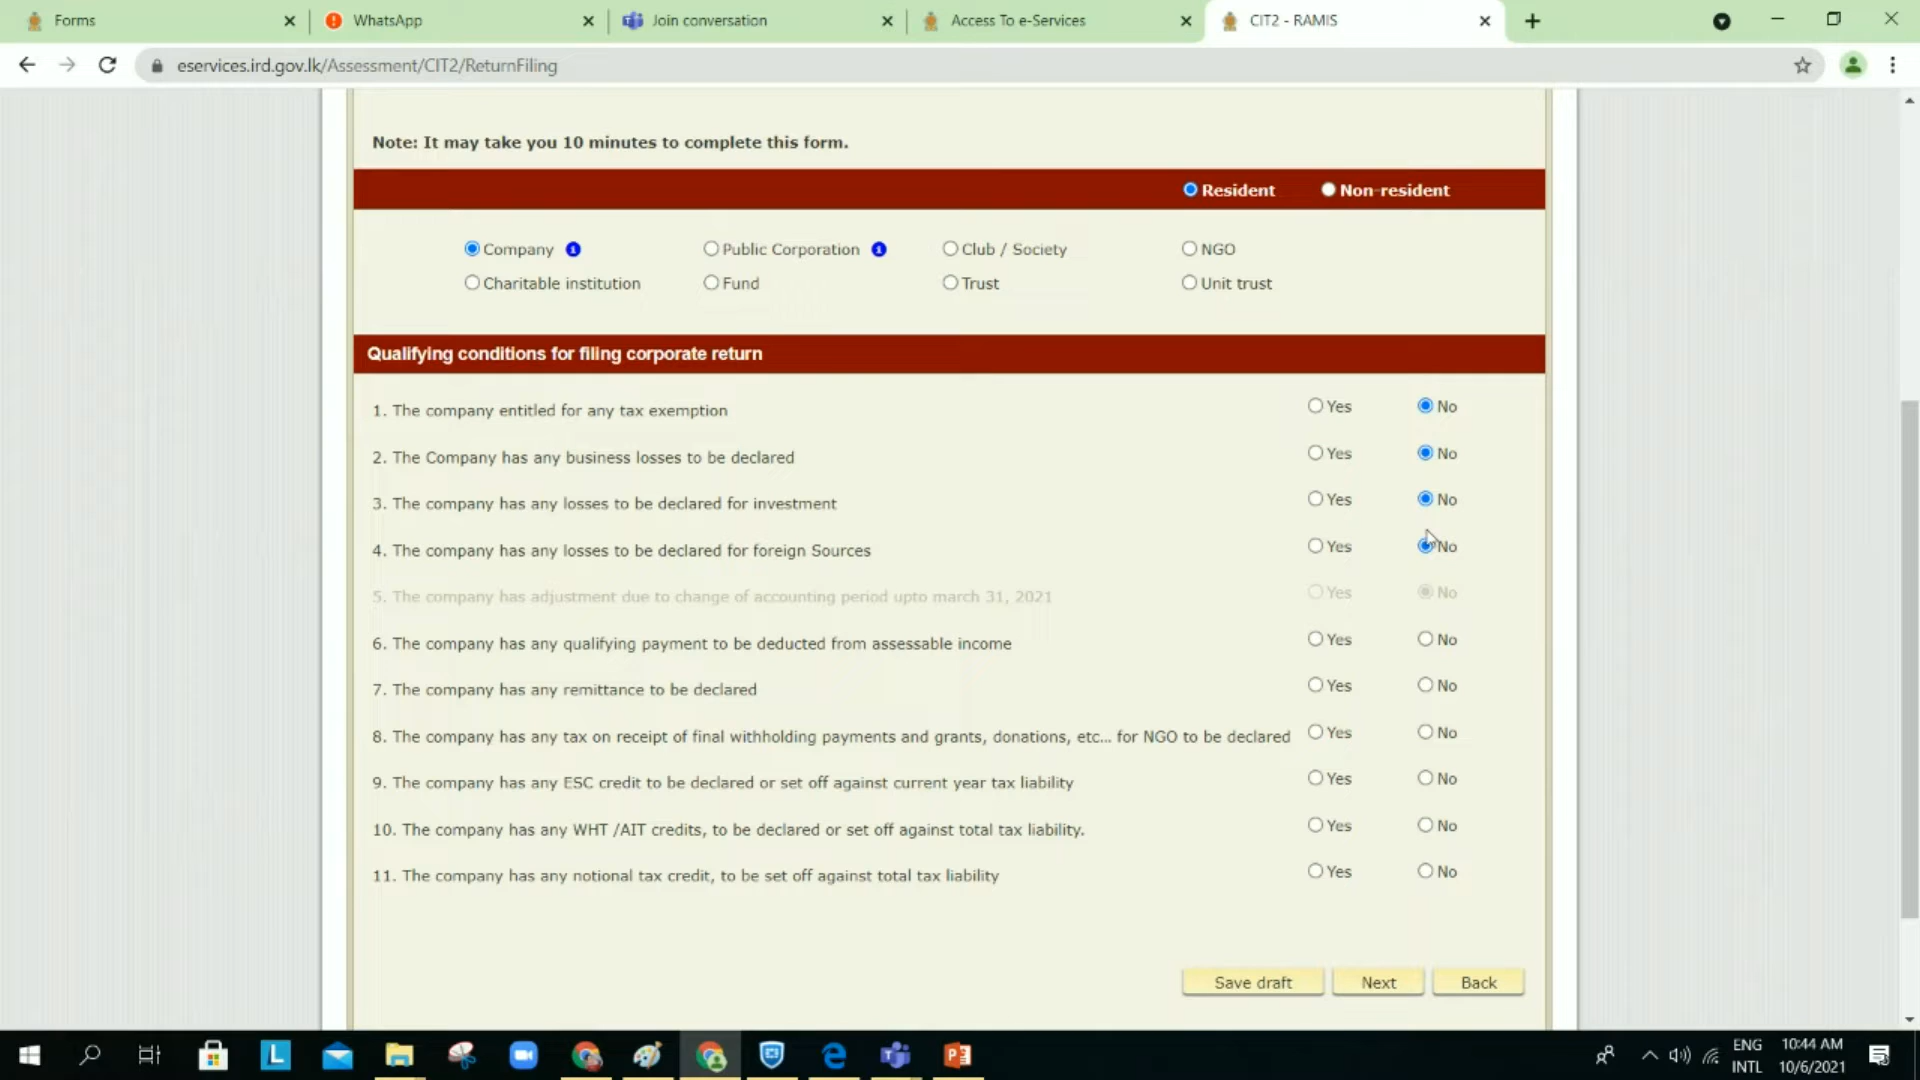 Forms
WhatsApp
Join conversation
Access To e-Services
CIT2 - RAMIS
eservices.ird.gov.lk/Assessment/CIT2/ReturnFiling
Note: It may take you 10 minutes to complete this form.
Resident Non-resident
Company Public Corporation Club / Society NGO
Charitable institution Fund Trust Unit trust
Qualifying conditions for filing corporate return
1. The company entitled for any tax exemption Yes No
2. The Company has any business losses to be declared Yes No
3. The company has any losses to be declared for investment Yes No
4. The company has any losses to be declared for foreign Sources Yes No
5. The company has adjustment due to change of accounting period upto march 31, 2021 Yes No
6. The company has any qualifying payment to be deducted from assessable income Yes No
7. The company has any remittance to be declared Yes No
8. The company has any tax on receipt of final withholding payments and grants, donations, etc... for NGO to be declared Yes No
9. The company has any ESC credit to be declared or set off against current year tax liability Yes No
10. The company has any WHT /AIT credits, to be declared or set off against total tax liability. Yes No
11. The company has any notional tax credit, to be set off against total tax liability Yes No
Save draft Next Back
ENG 10:44 AM
INTL 10/6/2021